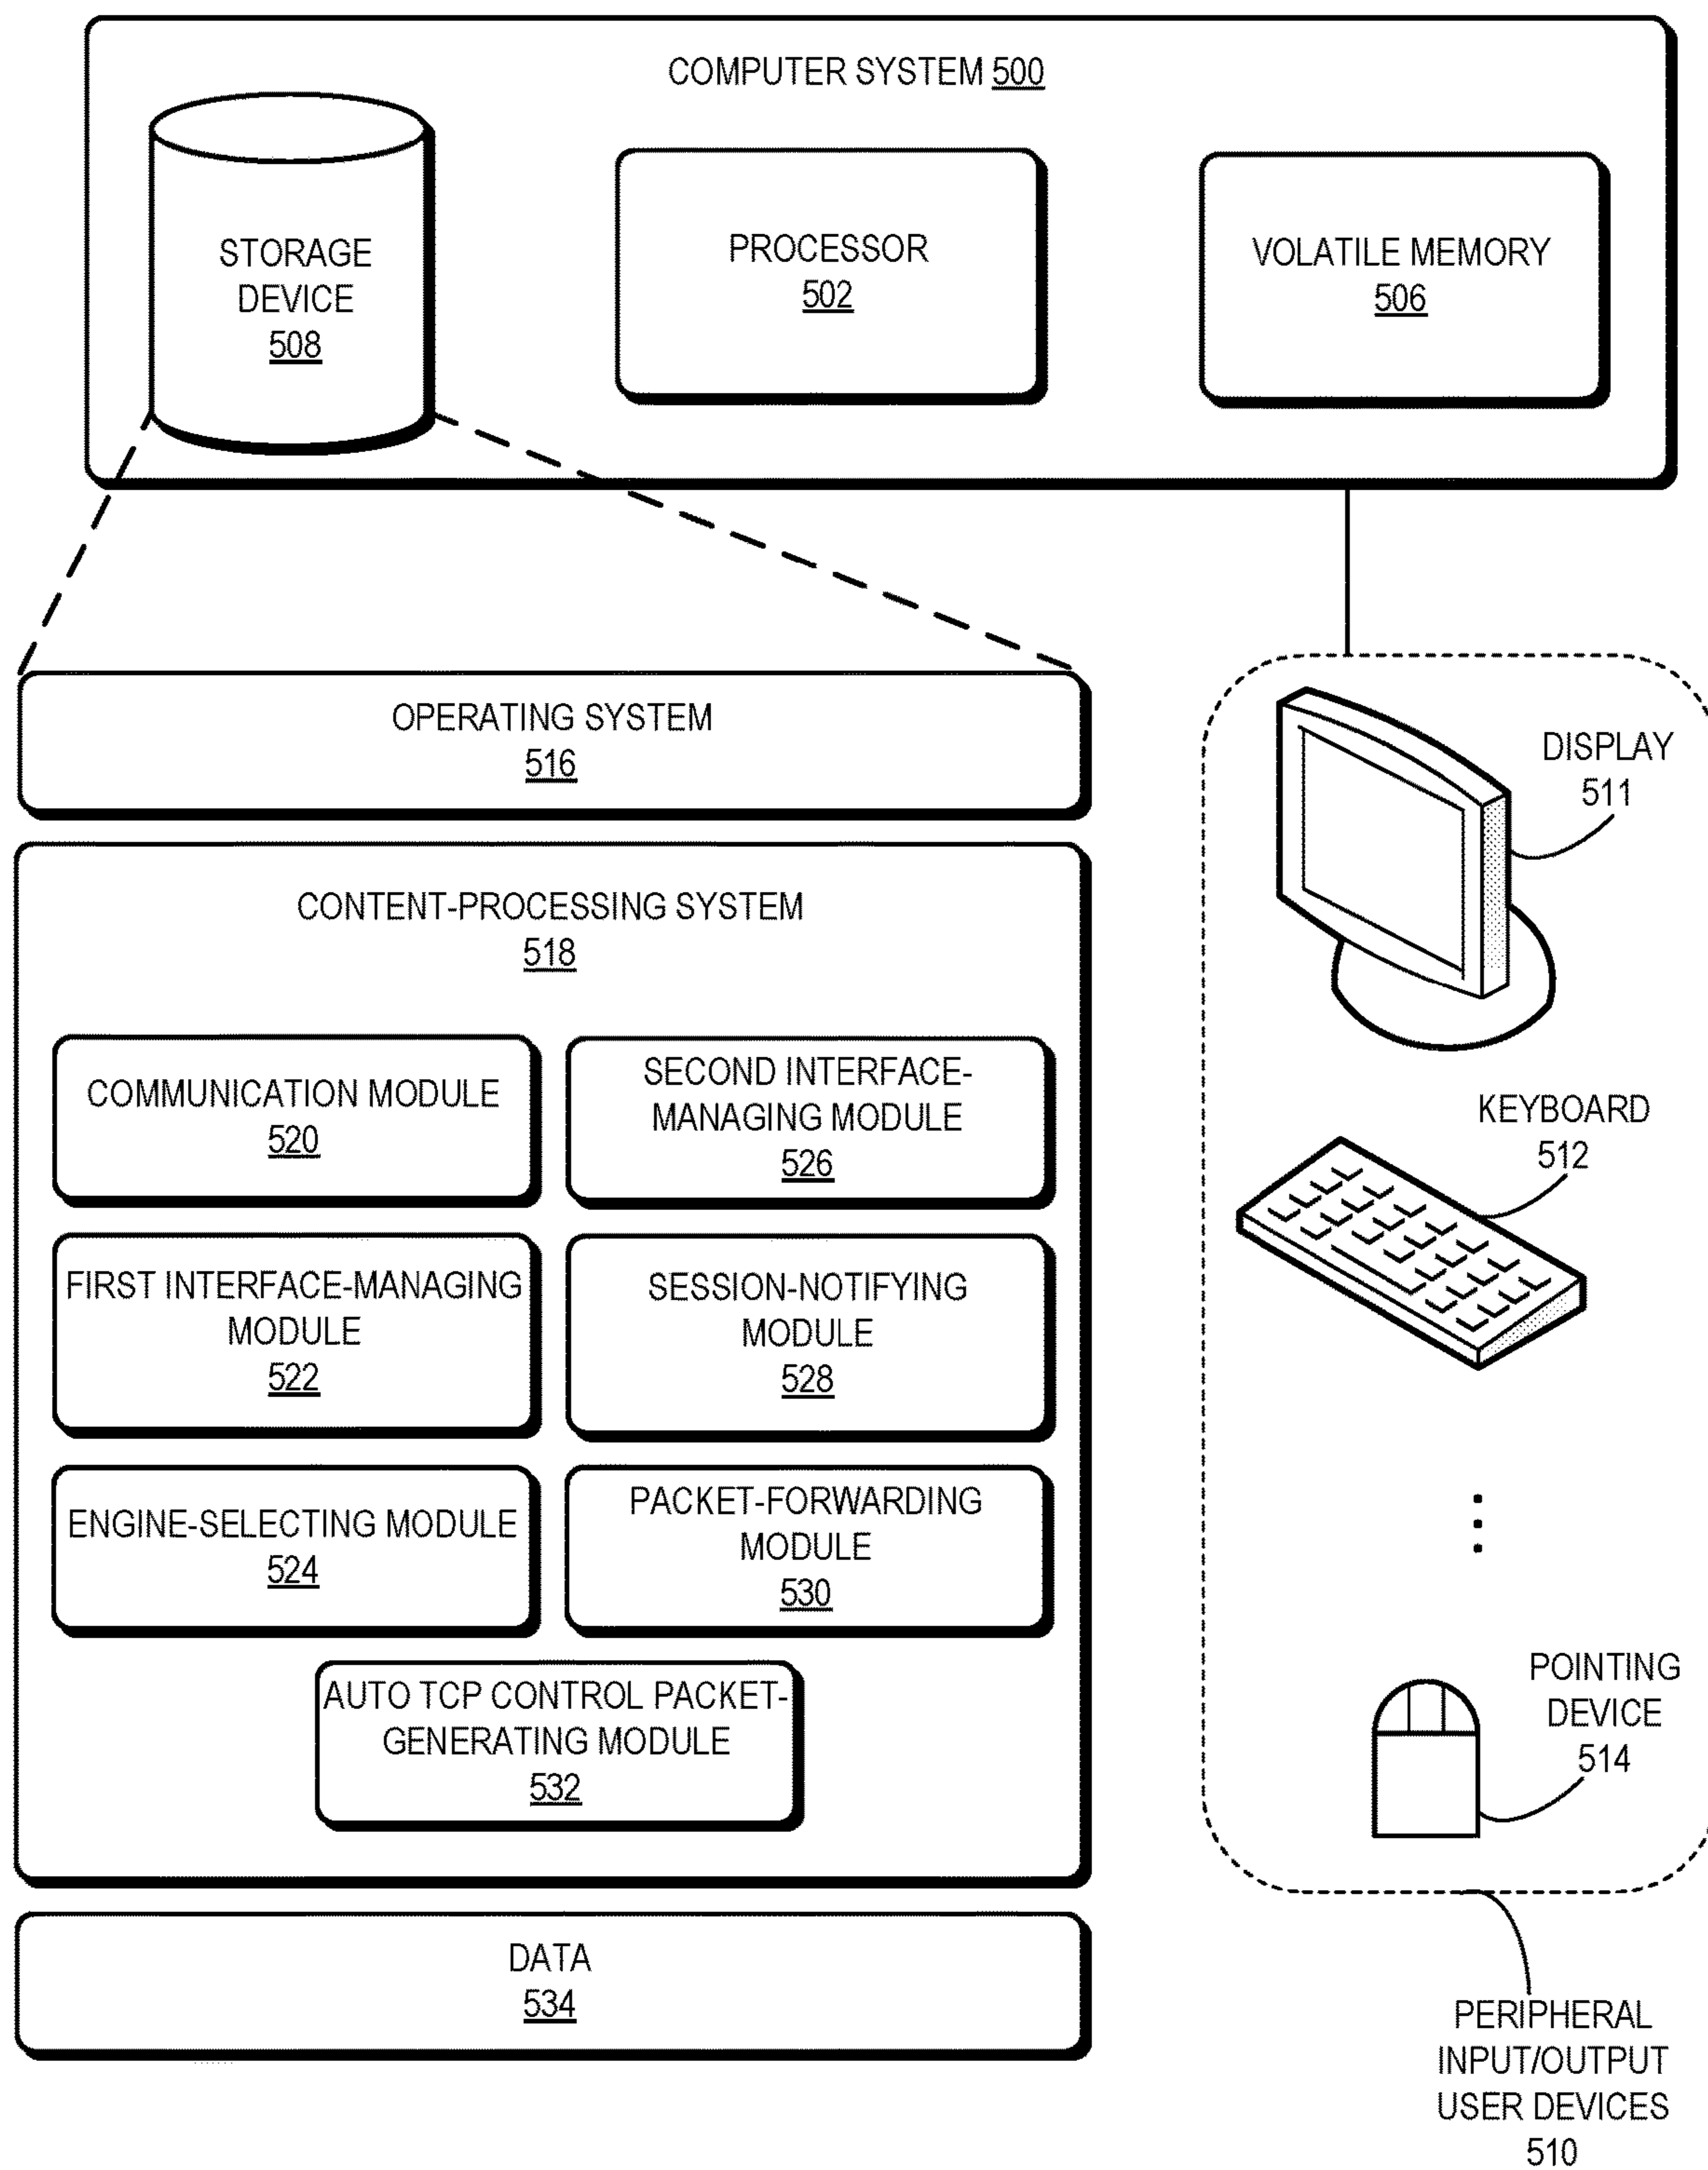 COMPUTER SYSTEM 500
STORAGE
DEVICE
508
PROCESSOR
502
VOLATILE MEMORY
506
OPERATING SYSTEM
516
CONTENT-PROCESSING SYSTEM
518
COMMUNICATION MODULE
520
SECOND INTERFACE-
MANAGING MODULE
526
FIRST INTERFACE-MANAGING
MODULE
522
SESSION-NOTIFYING
MODULE
528
ENGINE-SELECTING MODULE
524
PACKET-FORWARDING
MODULE
530
AUTO TCP CONTROL PACKET-
GENERATING MODULE
532
DATA
534
DISPLAY
511
KEYBOARD
512
POINTING
DEVICE
514
PERIPHERAL
INPUT/OUTPUT
USER DEVICES
510